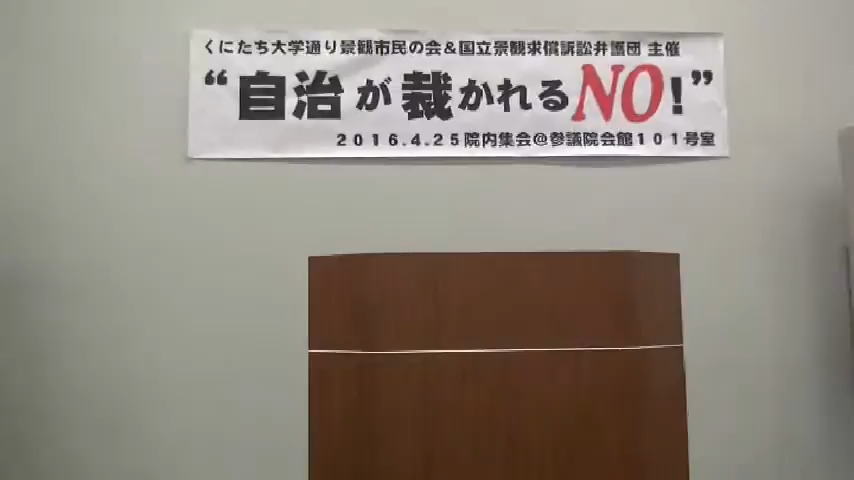 くにたち大学通り景観市民の会＆国立景観求償訴訟弁護団 主催
“自治が裁かれるNO!”
2016.4.25院内集会@参議院会館101号室